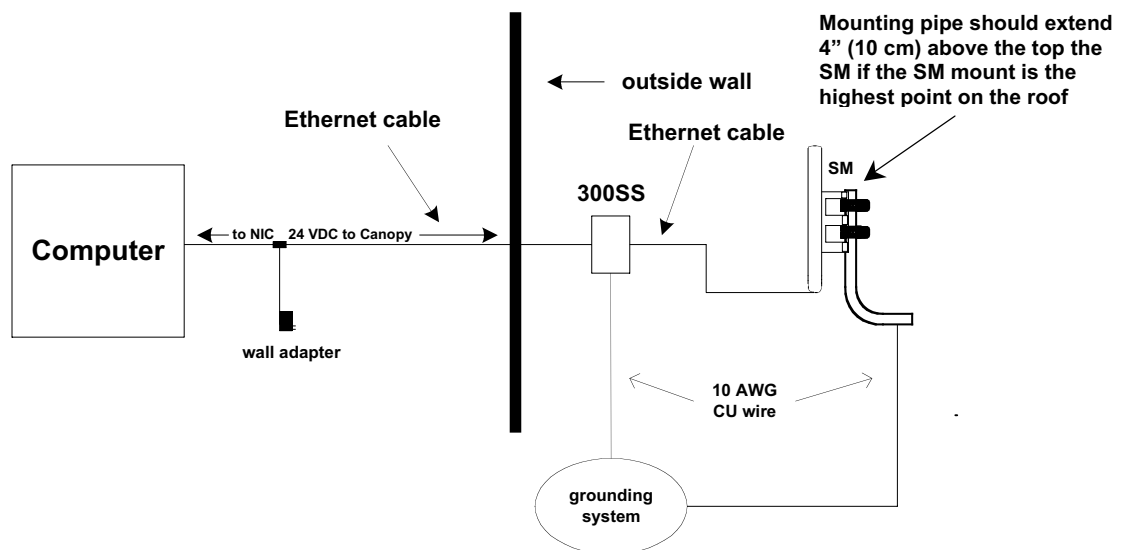 Mounting pipe should extend
4” (10 cm) above the top the
SM if the SM mount is the
highest point on the roof
outside wall
Ethernet cable
Ethernet cable
SM
300SS
Computer
to NIC
24 VDC to Canopy
wall adapter
10 AWG
CU wire
grounding
system